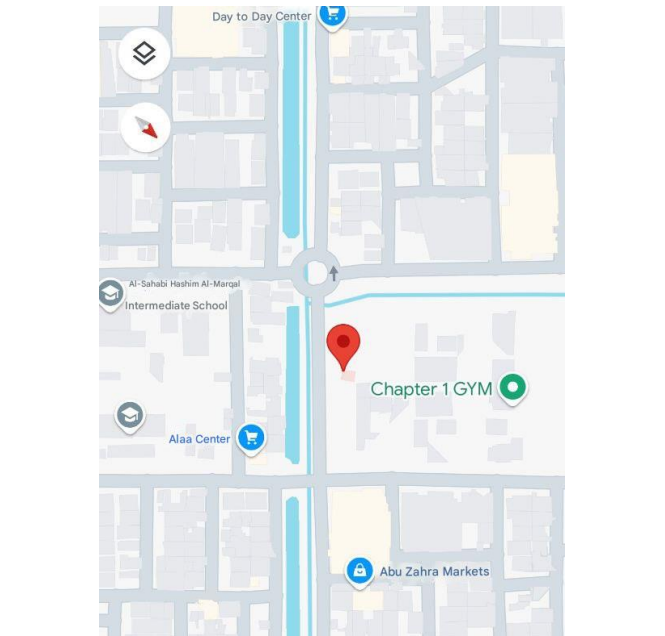 Day to Day Center
Al-Sahabi Hashim Al-Marqal
Intermediate School
Chapter 1 GYM
Alaa Center
Abu Zahra Markets